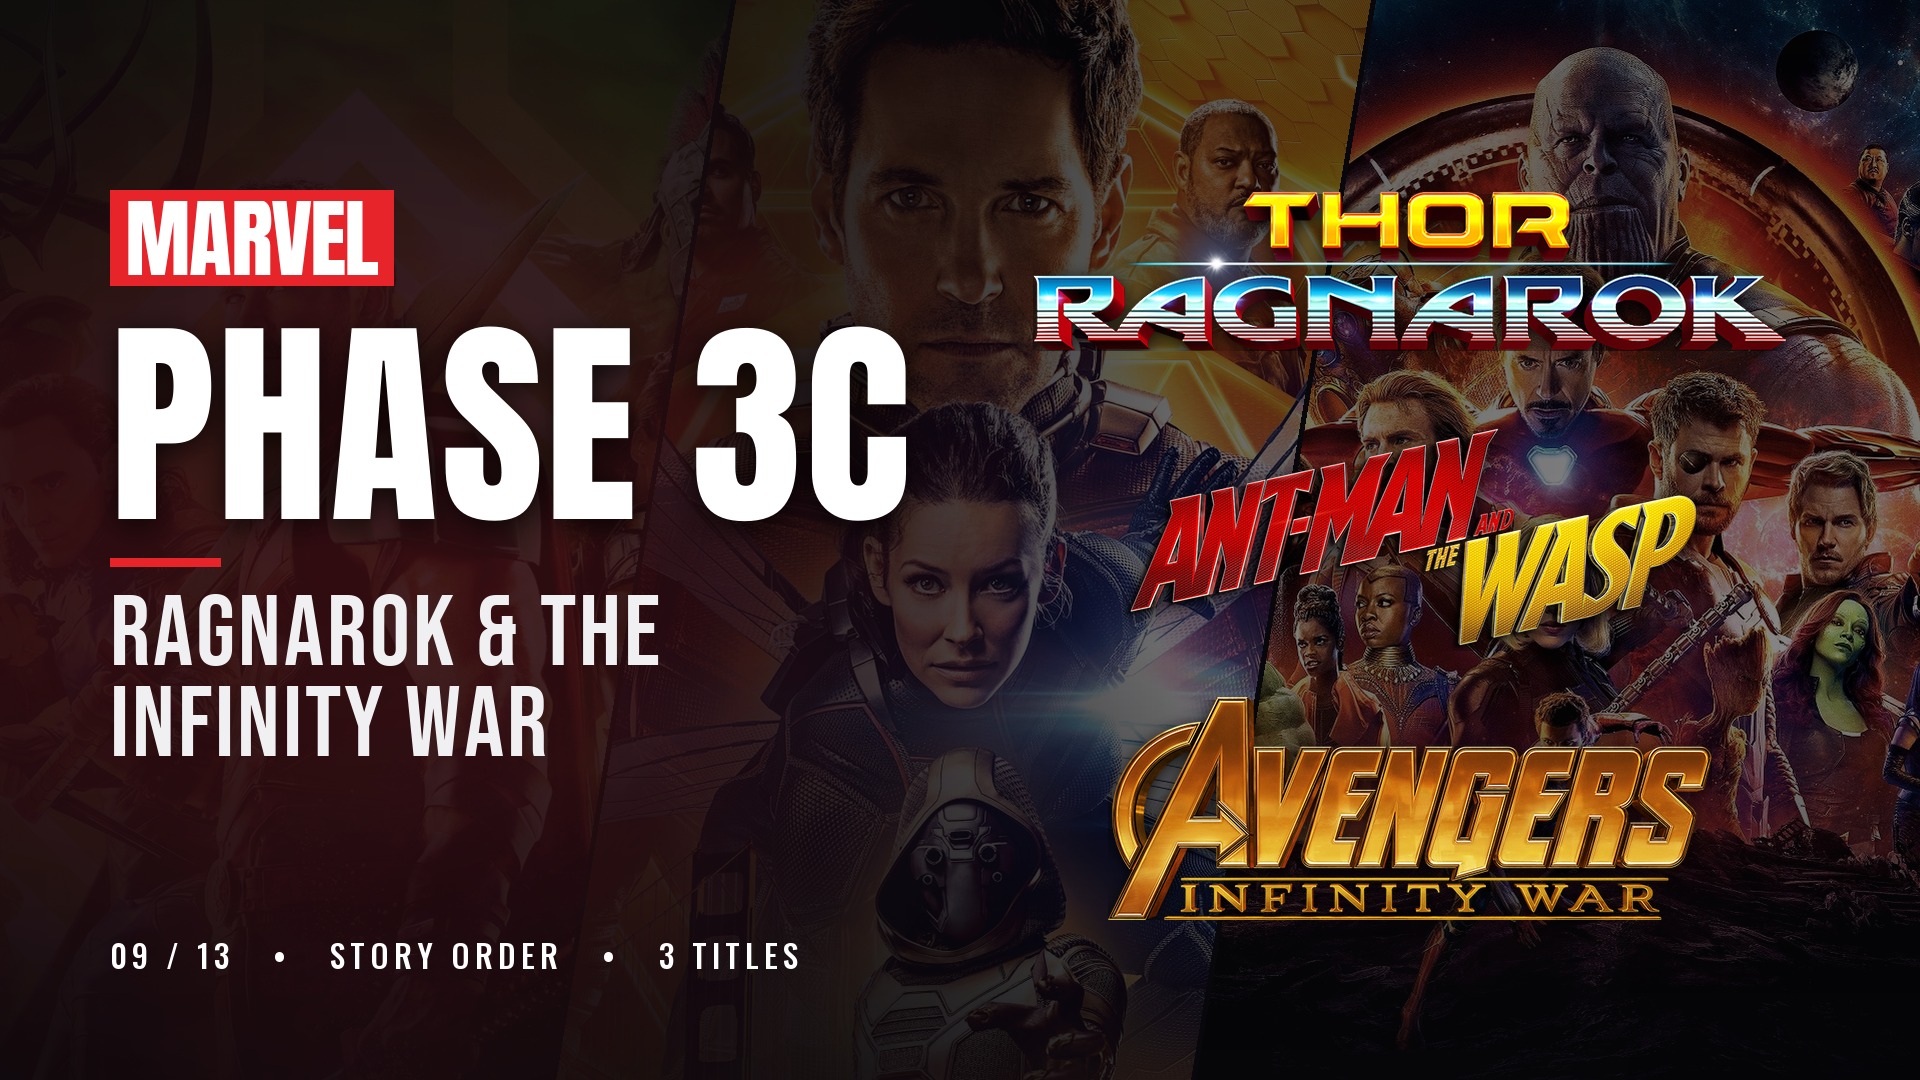 MARVEL
PHASE 3C
RAGNAROK & THE
INFINITY WAR
09 / 13 • STORY ORDER • 3 TITLES
THOR
RAGNAROK
ANT-MAN
AND
THE WASP
AVENGERS
INFINITY WAR